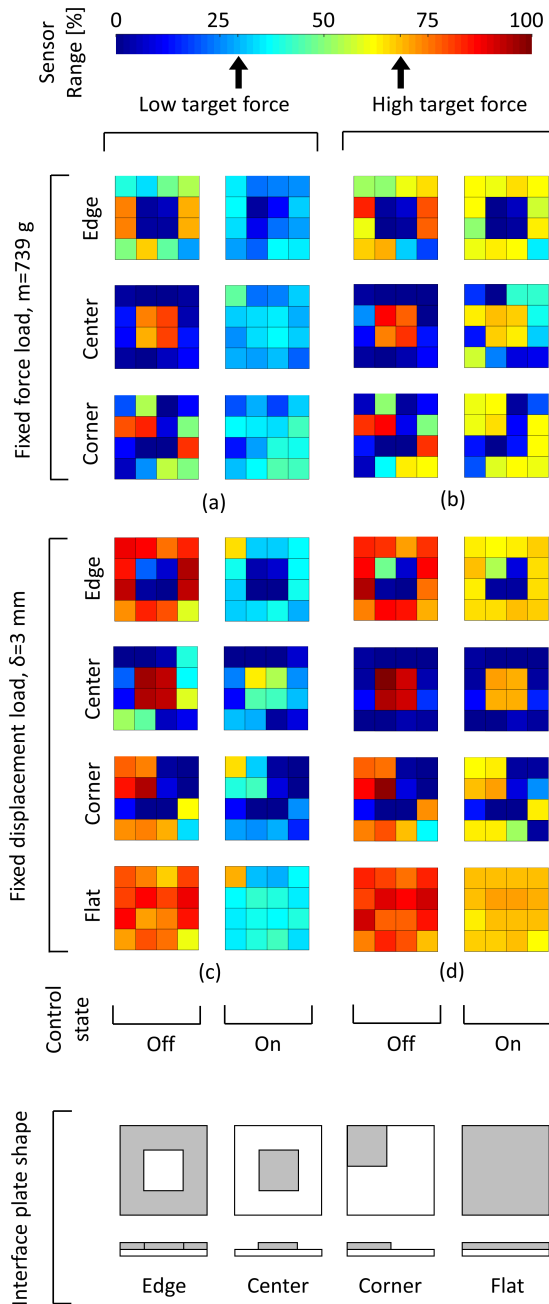 Sensor
Range [%]
0 25 50 75 100
Low target force
High target force
Fixed force load, m=739 g
Edge
Center
Corner
(a)
(b)
Fixed displacement load, δ=3 mm
Edge
Center
Corner
Flat
(c)
(d)
Control
state
Off
On
Off
On
Interface plate shape
Edge
Center
Corner
Flat